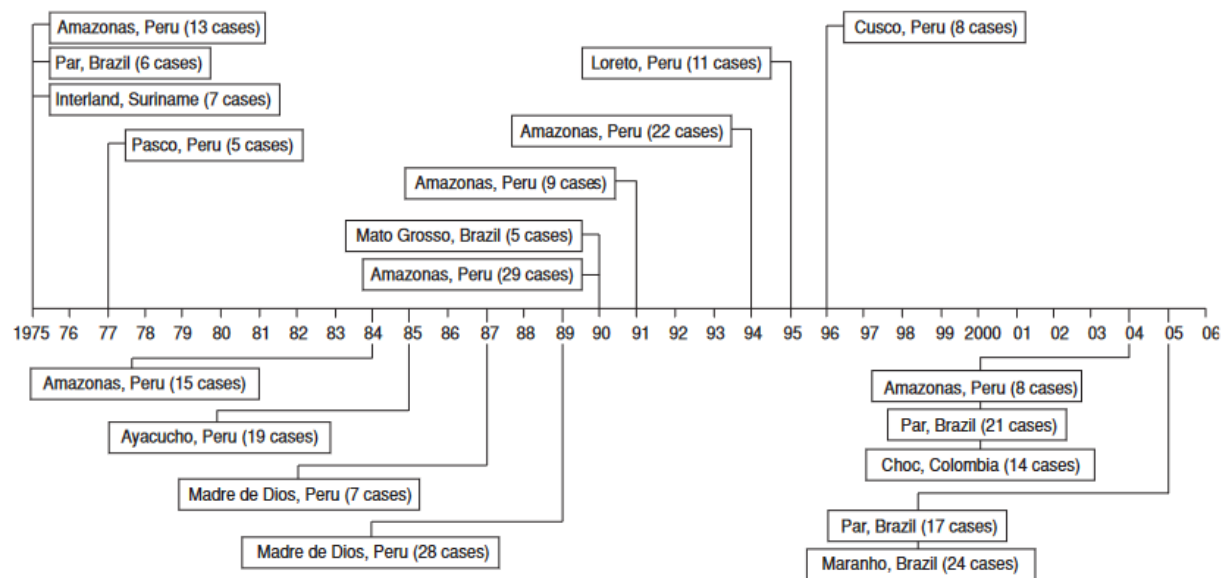 Amazonas, Peru (13 cases)
Cusco, Peru (8 cases)
Par, Brazil (6 cases)
Loreto, Peru (11 cases)
Interland, Suriname (7 cases)
Amazonas, Peru (22 cases)
Pasco, Peru (5 cases)
Amazonas, Peru (9 cases)
Mato Grosso, Brazil (5 cases)
Amazonas, Peru (29 cases)
1975 76 77 78 79 80 81 82 83 84 85 86 87 88 89 90 91 92 93 94 95 96 97 98 99 2000 01 02 03 04 05 06
Amazonas, Peru (15 cases)
Amazonas, Peru (8 cases)
Par, Brazil (21 cases)
Ayacucho, Peru (19 cases)
Choc, Colombia (14 cases)
Madre de Dios, Peru (7 cases)
Par, Brazil (17 cases)
Madre de Dios, Peru (28 cases)
Maranho, Brazil (24 cases)